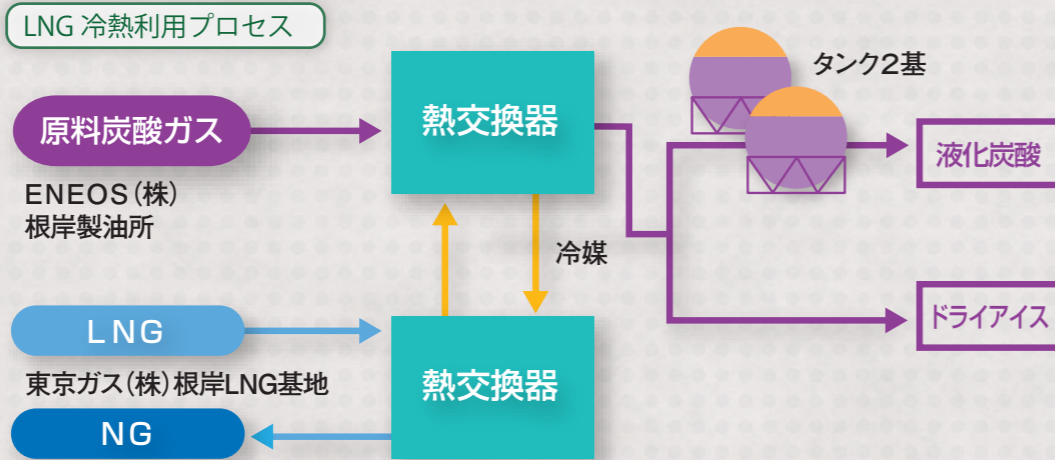 LNG 冷熱利用プロセス
原料炭酸ガス
ENEOS(株)
根岸製油所
熱交換器
タンク2基
液化炭酸
冷媒
ドライアイス
LNG
東京ガス(株)根岸LNG基地
熱交換器
NG